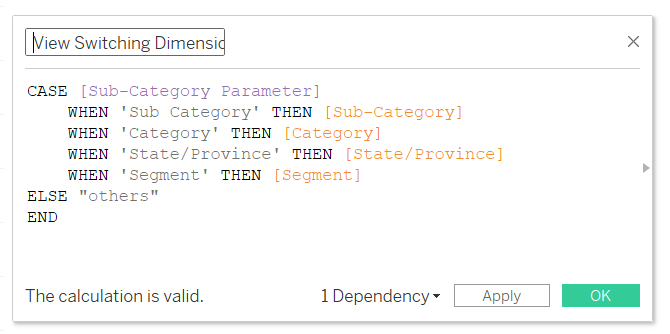 View Switching Dimensic
CASE [Sub-Category Parameter]
WHEN 'Sub Category' THEN [Sub-Category]
WHEN 'Category' THEN [Category]
WHEN 'State/Province' THEN [State/Province]
WHEN 'Segment' THEN [Segment]
ELSE "others"
END
The calculation is valid. 1 Dependency Apply OK